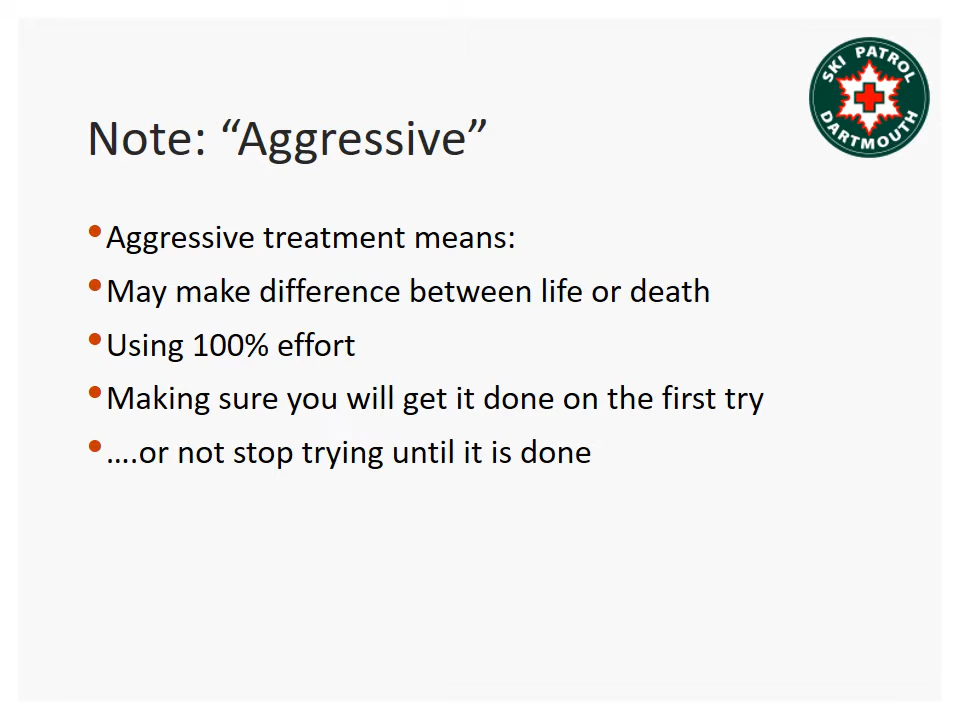 SKI PATROL
DARTMOUTH
Note: “Aggressive”
•Aggressive treatment means:
•May make difference between life or death
•Using 100% effort
•Making sure you will get it done on the first try
•….or not stop trying until it is done